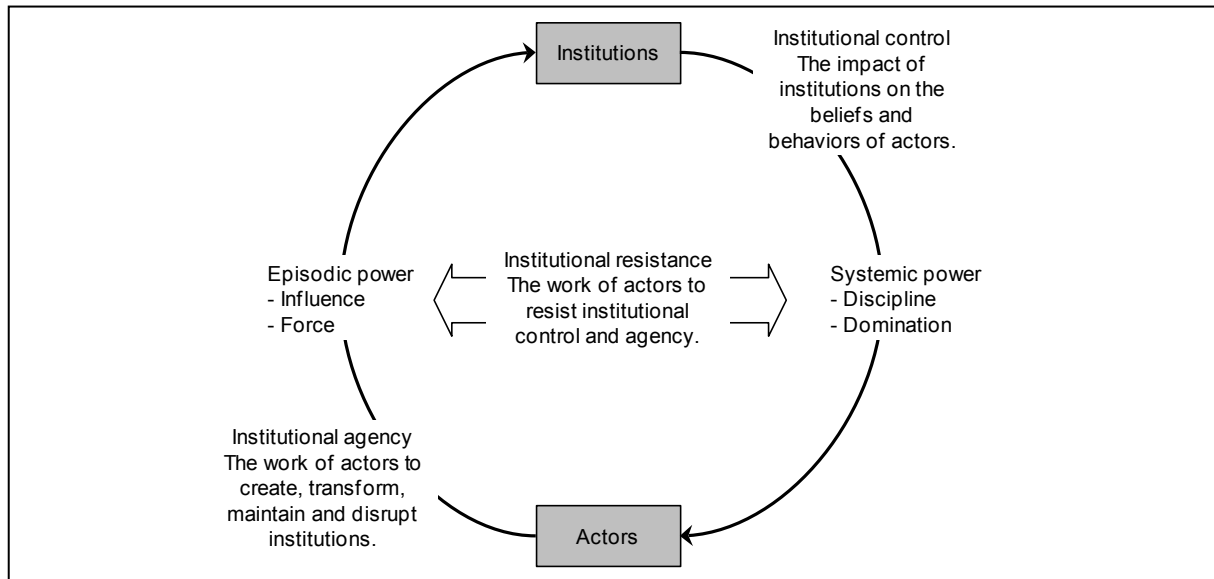 Institutions
Institutional control
The impact of
institutions on the
beliefs and
behaviors of actors.
Episodic power
- Influence
- Force
Institutional resistance
The work of actors to
resist institutional
control and agency.
Systemic power
- Discipline
- Domination
Institutional agency
The work of actors to
create, transform,
maintain and disrupt
institutions.
Actors